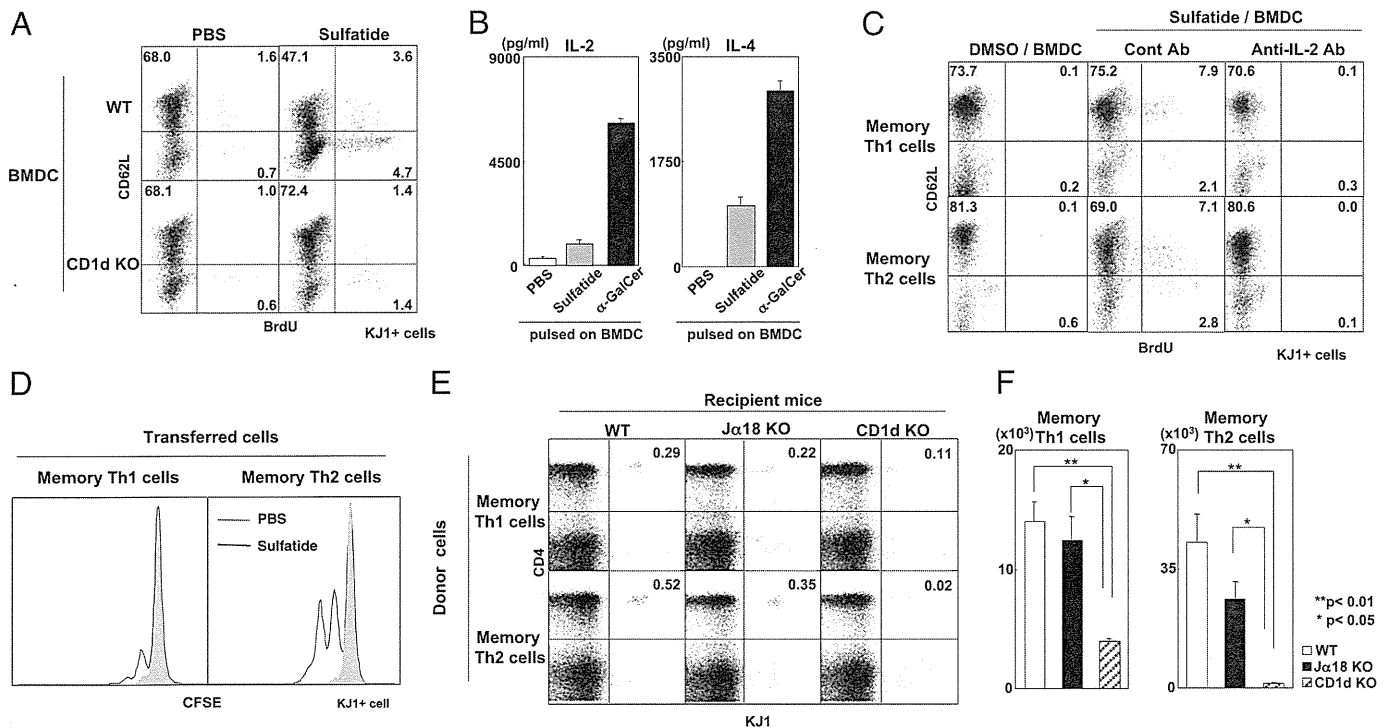 A
PBS Sulfatide
68.0 1.6 47.1 3.6
WT
0.7 4.7
BMDC
CD62L
68.1 1.0 72.4 1.4
CD1d KO
0.6 1.4
BrdU KJ1+ cells
B
(pg/ml) IL-2 (pg/ml) IL-4
9000 3500
4500 1750
0 0
PBS Sulfatide α-GalCer PBS Sulfatide α-GalCer
pulsed on BMDC pulsed on BMDC
C
Sulfatide / BMDC
DMSO / BMDC Cont Ab Anti-IL-2 Ab
73.7 0.1 75.2 7.9 70.6 0.1
Memory
Th1 cells
0.2 2.1 0.3
CD62L
81.3 0.1 69.0 7.1 80.6 0.0
Memory
Th2 cells
0.6 2.8 0.1
BrdU KJ1+ cells
D
Transferred cells
Memory Th1 cells Memory Th2 cells
PBS
Sulfatide
CFSE KJ1+ cell
E
Recipient mice
WT Jα18 KO CD1d KO
0.29 0.22 0.11
Memory
Th1 cells
Donor cells
CD4
0.52 0.35 0.02
Memory
Th2 cells
KJ1
F
Memory Memory
(x10³) Th1 cells (x10³) Th2 cells
20 70
** **
* *
10 35
0 0
**p< 0.01
* p< 0.05
WT
Jα18 KO
CD1d KO